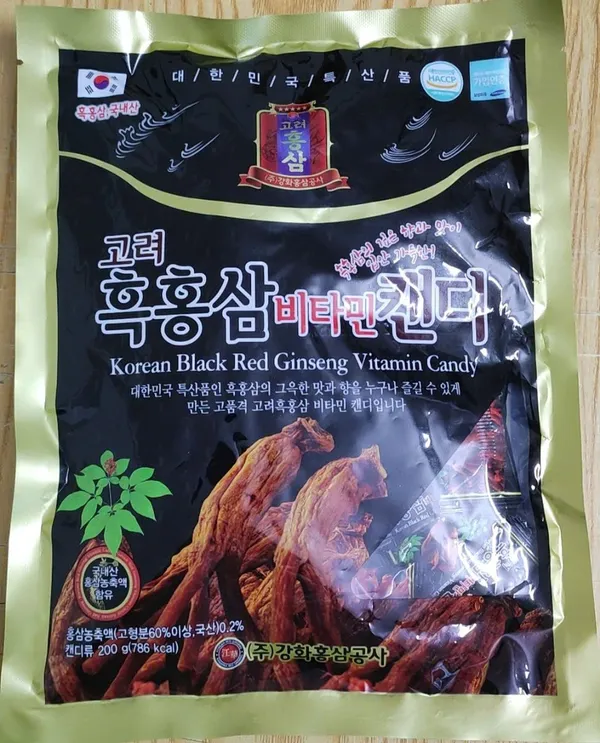 대/한/민/국/특/산/품
흑홍삼:국내산
HACCP
고려
홍삼
(주)강화홍삼공사
고려
흑홍삼 비타민 캔디
Korean Black Red Ginseng Vitamin Candy
대한민국 특산품인 흑홍삼의 그윽한 맛과 향을 누구나 즐길 수 있게
만든 고품격 고려흑홍삼 비타민 캔디입니다
국내산
홍삼농축액
함유
홍삼농축액(고형분60%이상,국산)0.2%
캔디류 200 g(786 kcal)
(주)강화홍삼공사